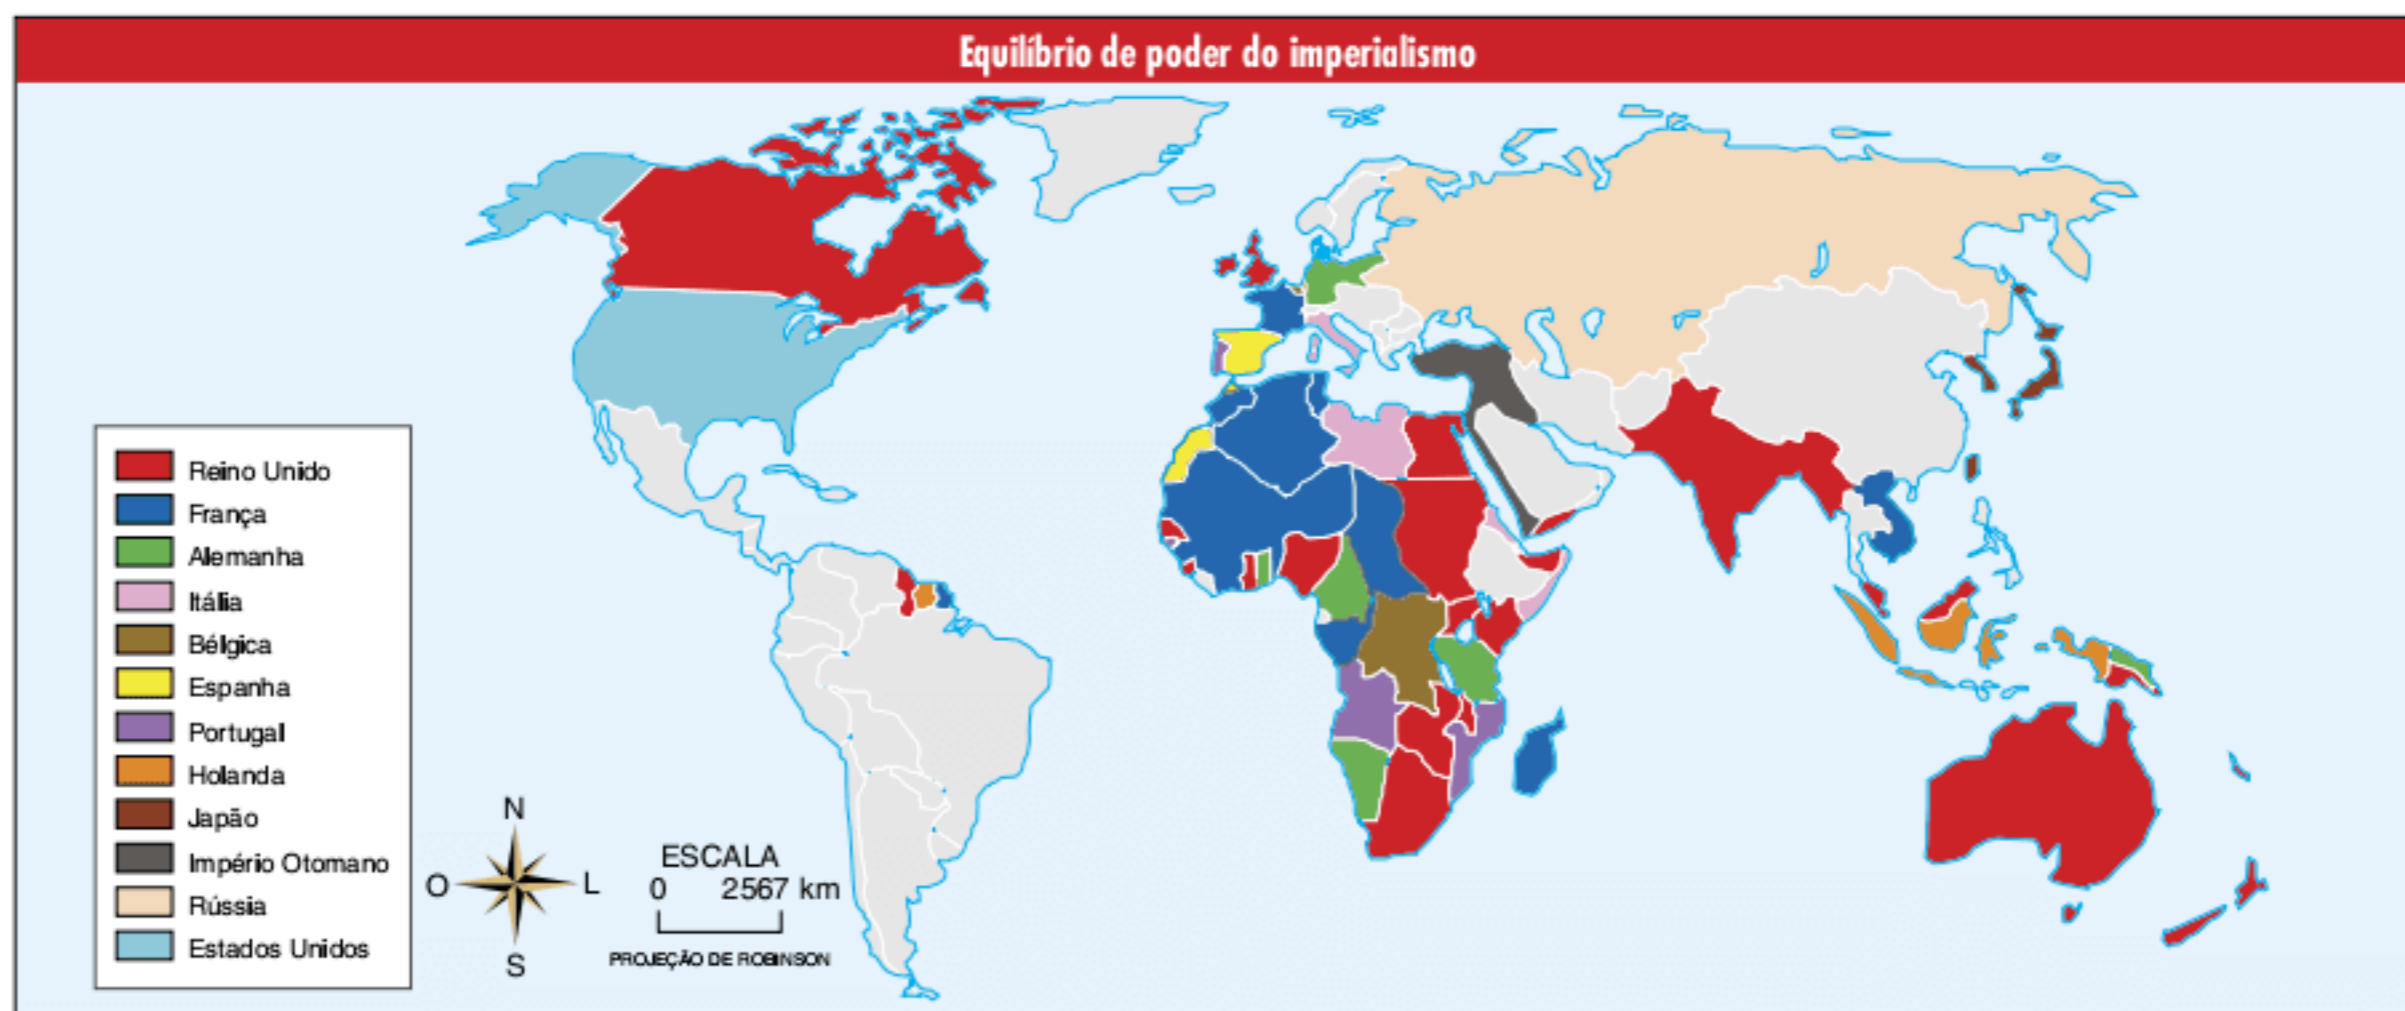 Equilíbrio de poder do imperialismo
Reino Unido
França
Alemanha
Itália
Bélgica
Espanha
Portugal
Holanda
Japão
Império Otomano
Rússia
Estados Unidos
N
O
L
S
ESCALA
0 2567 km
PROJEÇÃO DE ROBINSON